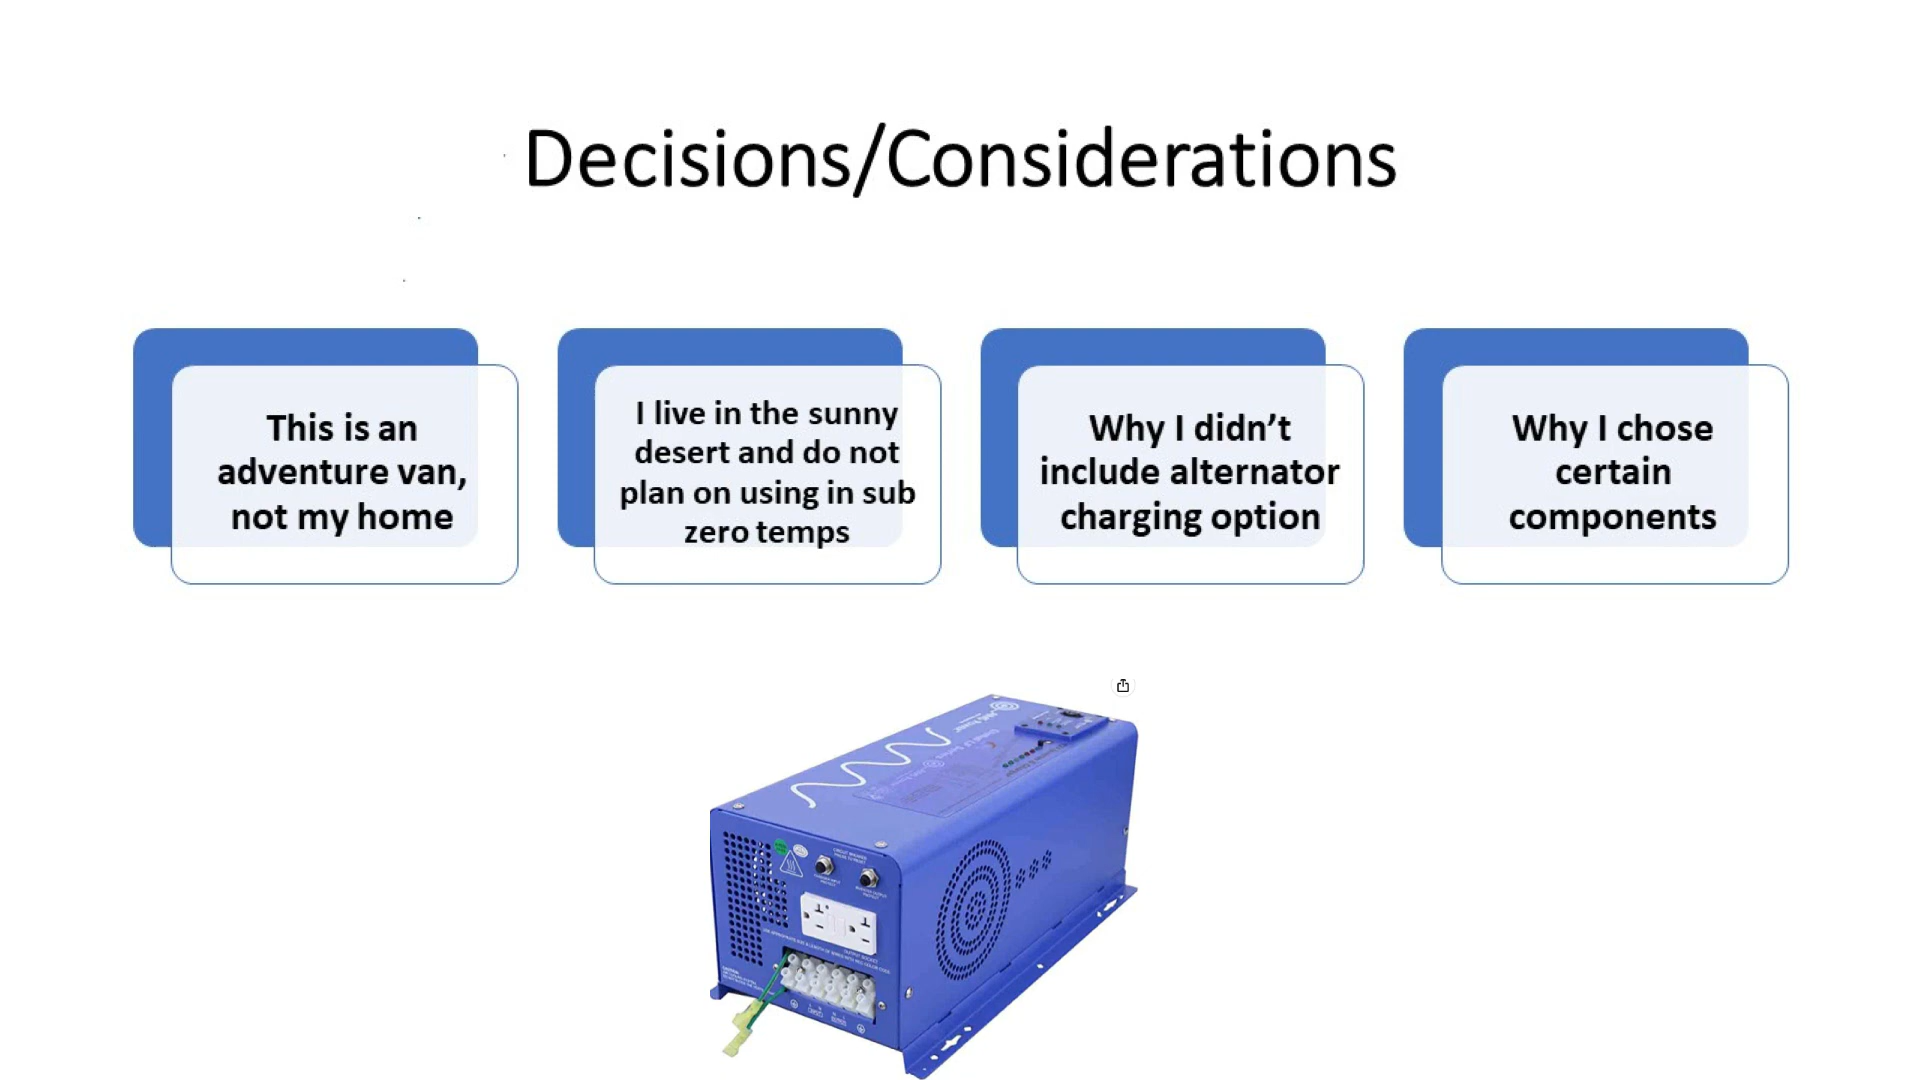 Decisions/Considerations
This is an
adventure van,
not my home
I live in the sunny
desert and do not
plan on using in sub
zero temps
Why I didn’t
include alternator
charging option
Why I chose
certain
components